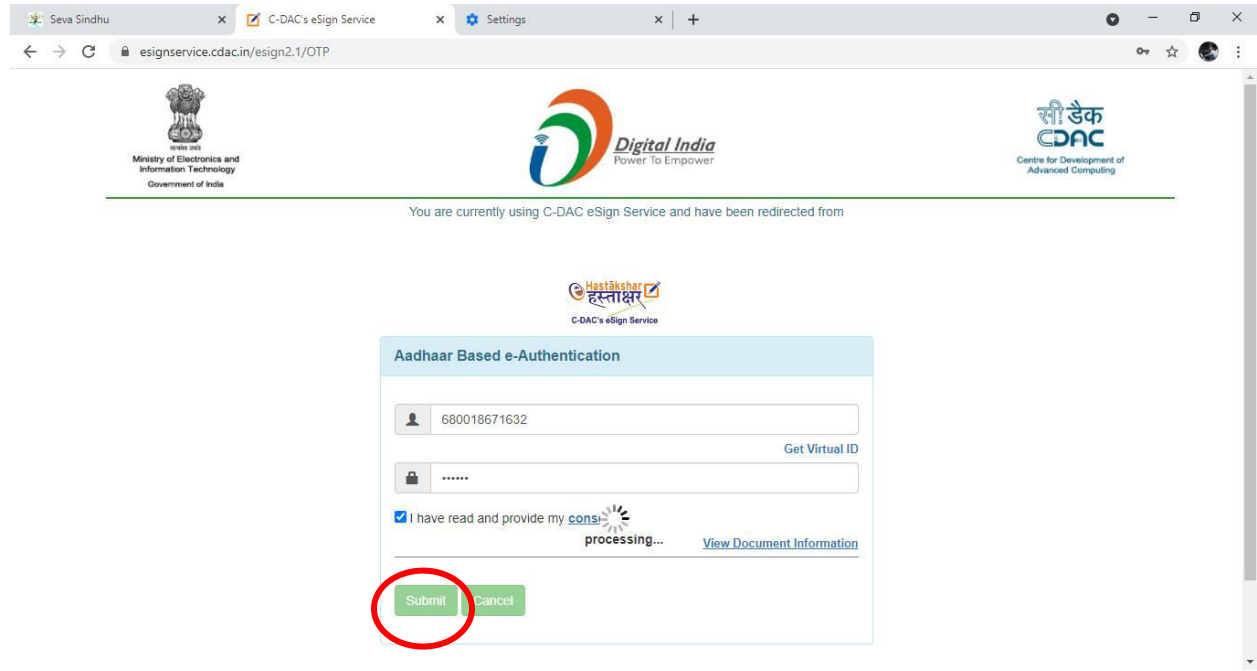 Seva Sindhu
C-DAC's eSign Service
Settings
esignservice.cdac.in/esign2.1/OTP
Ministry of Electronics and
Information Technology
Government of India
Digital India
Power To Empower
सी डैक
CDAC
Centre for Development of
Advanced Computing
You are currently using C-DAC eSign Service and have been redirected from
e Hastākshar
हस्ताक्षर
C-DAC's eSign Service
Aadhaar Based e-Authentication
680018671632
Get Virtual ID
••••••
I have read and provide my conse
processing...
View Document Information
Submit Cancel